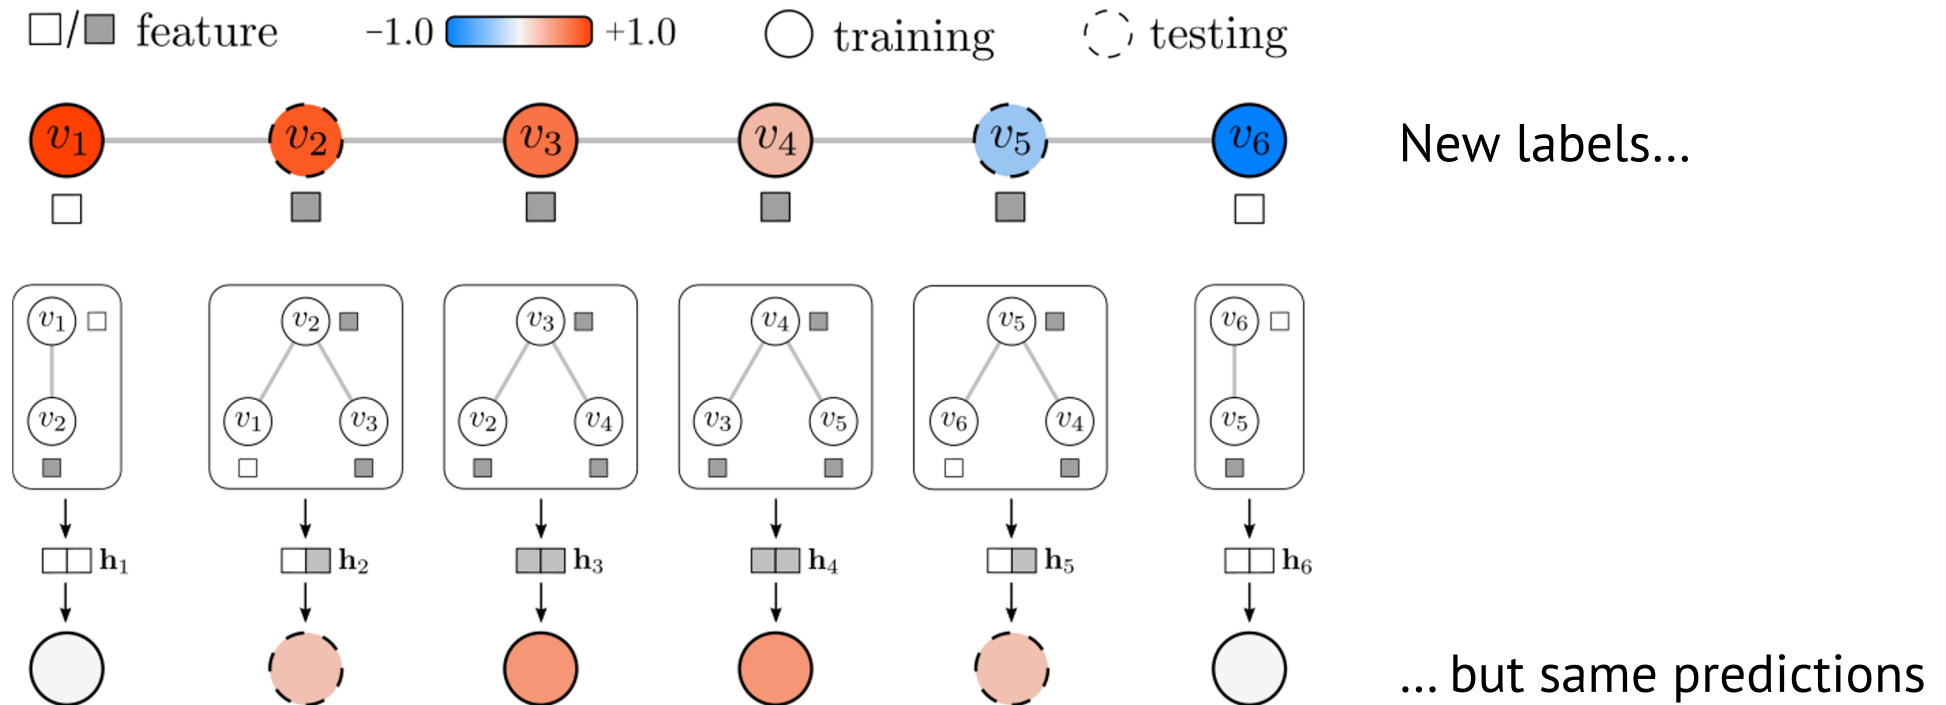 □/■ feature −1.0 +1.0 training testing
v₁ v₂ v₃ v₄ v₅ v₆ New labels...
v₁ v₂ v₃ v₄ v₅ v₆
v₂ v₁ v₃ v₂ v₄ v₃ v₅ v₆ v₄ v₅
h₁ h₂ h₃ h₄ h₅ h₆
... but same predictions